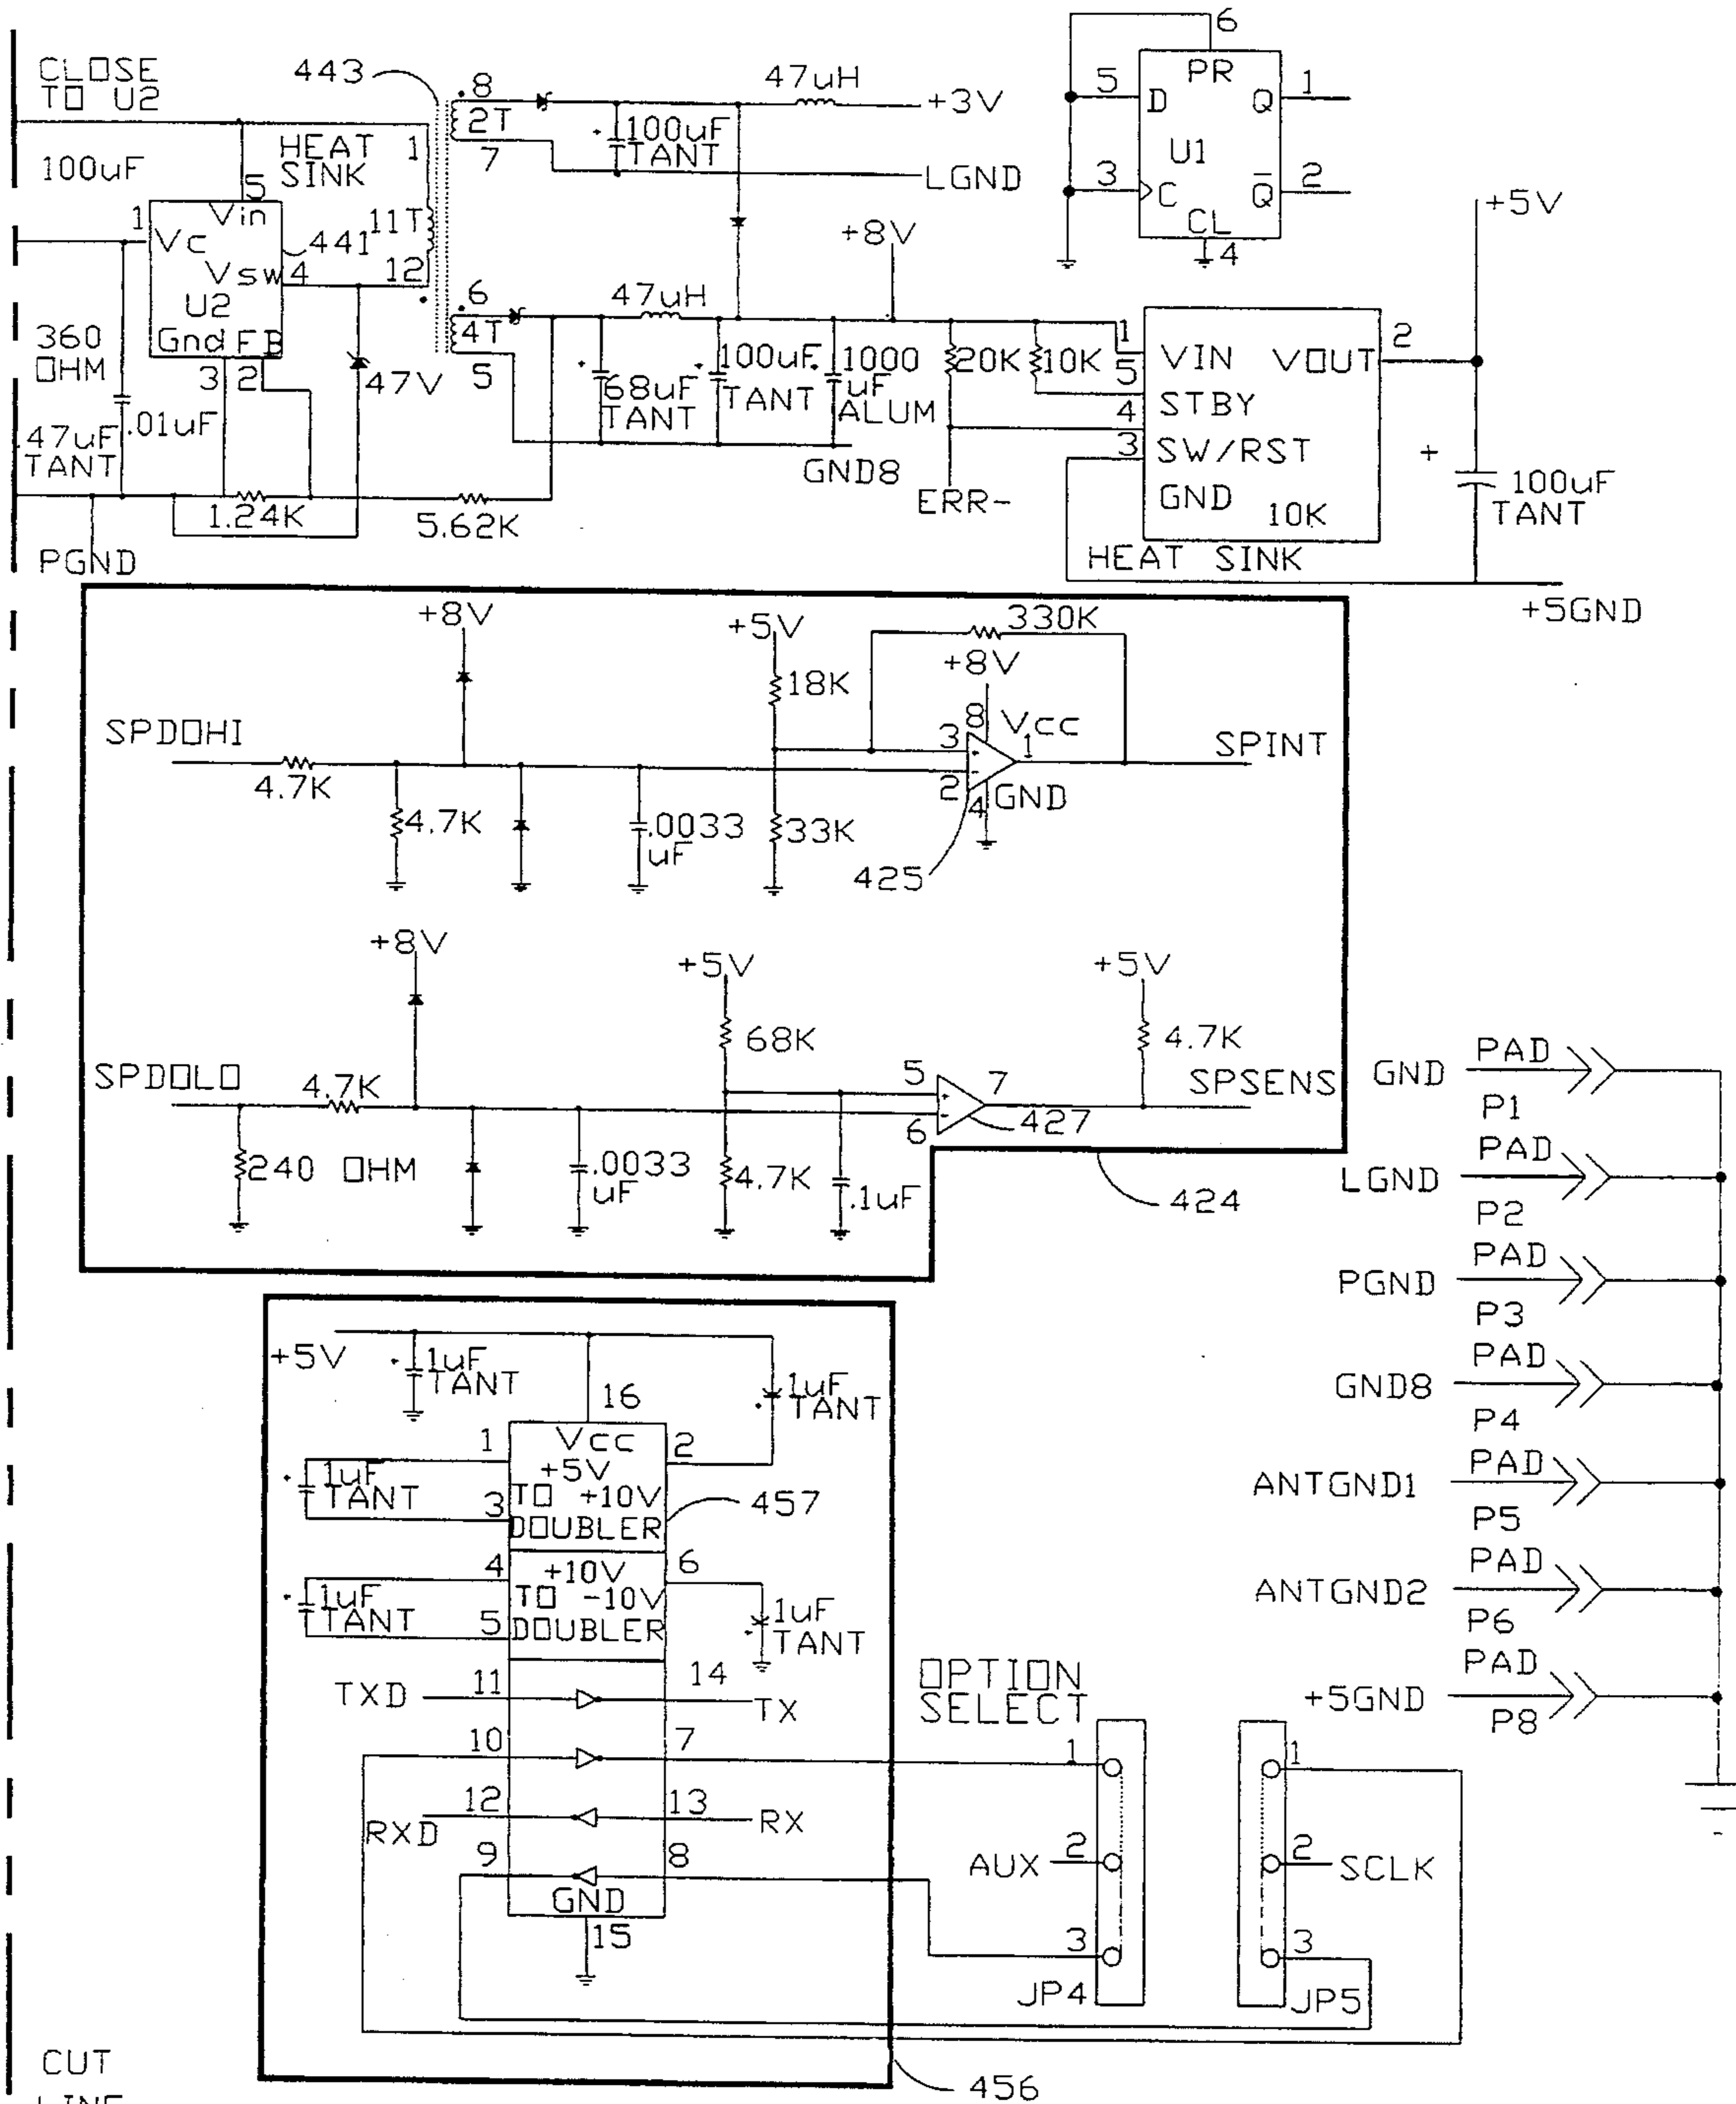 CLOSE
TO U2
443
8
2T
7
47uH
+3V
100uF
TANT
LGND
6
5
PR
1
D
Q
U1
3
C
Q̅
2
CL
4
100uF
HEAT
SINK
1
5
Vin
1
Vc
441
11T
Vsw
4
12
U2
Gnd
FB
3
2
360
OHM
.01uF
47V
.47uF
TANT
1.24K
5.62K
PGND
6
4T
5
47uH
+8V
68uF
TANT
100uF
TANT
1000
uF
ALUM
GND8
20K
10K
ERR-
1
VIN
VOUT
2
5
STBY
4
3
SW/RST
GND
10K
HEAT SINK
+5V
+
100uF
TANT
+5GND
+8V
+5V
330K
18K
+8V
SPDOHI
8
Vcc
3
1
SPINT
4.7K
2
4
GND
4.7K
.0033
uF
33K
425
+8V
+5V
+5V
68K
4.7K
SPDOLO
4.7K
5
7
SPSENS
6
427
240 OHM
.0033
uF
4.7K
.1uF
424
GND
PAD
P1
LGND
PAD
P2
PGND
PAD
P3
GND8
PAD
P4
ANTGND1
PAD
P5
ANTGND2
PAD
P6
+5GND
PAD
P8
+5V
1uF
TANT
16
1uF
TANT
1
Vcc
2
+5V
1uF
TANT
3
TO +10V
DOUBLER
457
4
+10V
6
1uF
TANT
TO -10V
5
DOUBLER
1uF
TANT
TXD
11
14
TX
10
7
RXD
12
13
RX
9
8
GND
15
OPTION
SELECT
1
1
AUX
2
2
SCLK
3
3
JP4
JP5
456
CUT
LINE